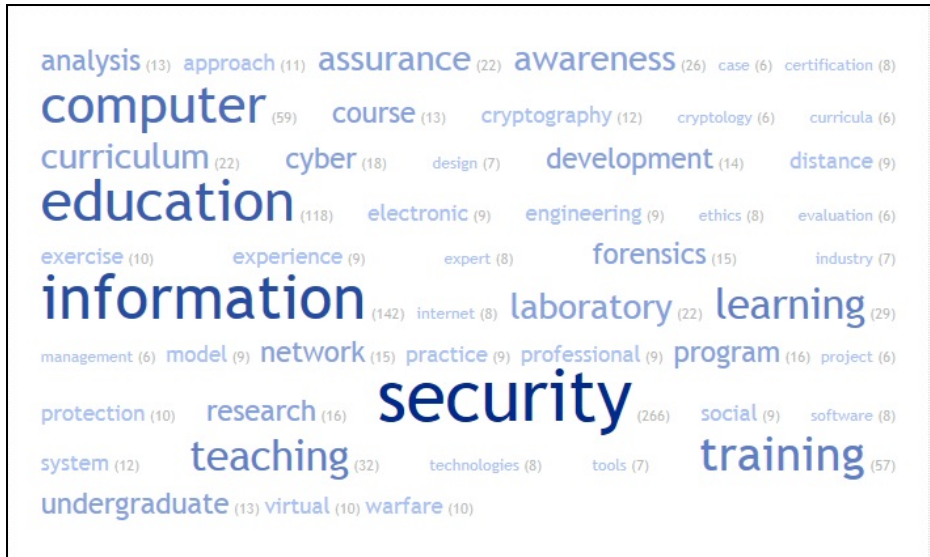 analysis (13) approach (11) assurance (22) awareness (26) case (6) certification (8)
computer (59) course (13) cryptography (12) cryptology (6) curricula (6)
curriculum (22) cyber (18) design (7) development (14) distance (9)
education (118) electronic (9) engineering (9) ethics (8) evaluation (6)
exercise (10) experience (9) expert (8) forensics (15) industry (7)
information (142) internet (8) laboratory (22) learning (29)
management (6) model (9) network (15) practice (9) professional (9) program (16) project (6)
protection (10) research (16) security (266) social (9) software (8)
system (12) teaching (32) technologies (8) tools (7) training (57)
undergraduate (13) virtual (10) warfare (10)